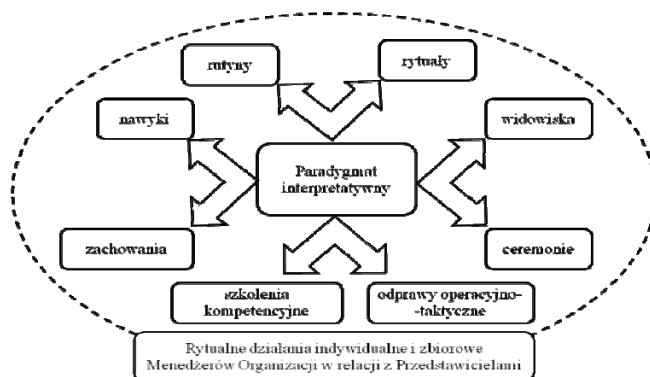 rutyny
rytuały
nawyki
widowiska
Paradygmat
interpretatywny
zachowania
ceremonie
szkolenia
kompetencyjne
odprawy operacyjno-
-taktyczne
Rytualne działania indywidualne i zbiorowe
Menedżerów Organizacji w relacji z Przedstawicielami